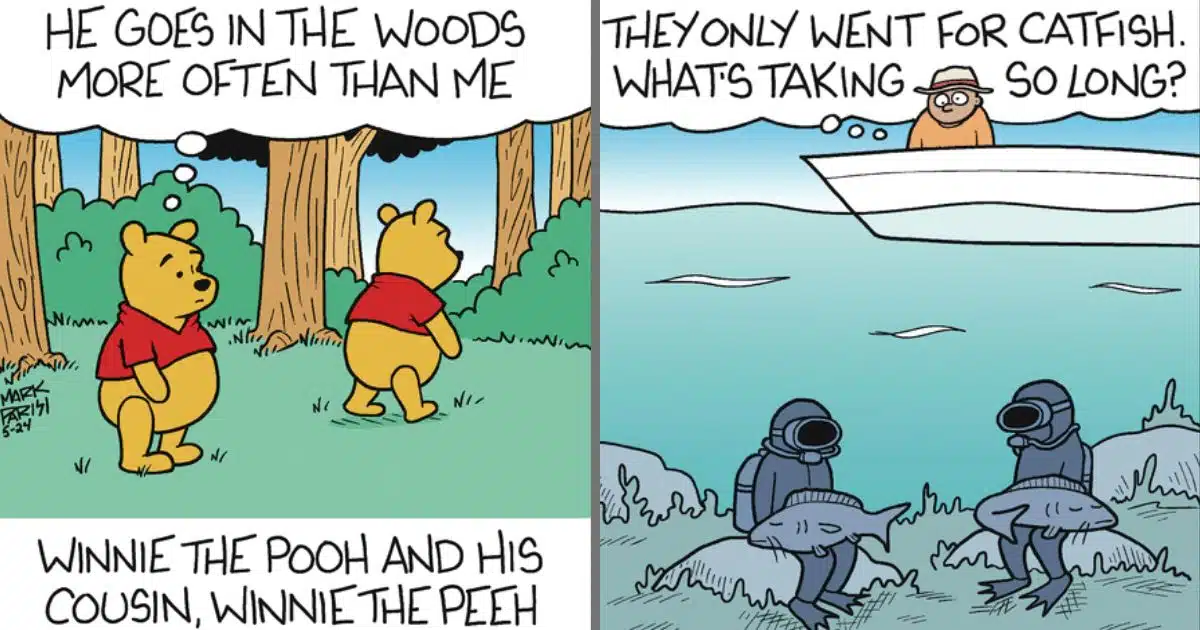 HE GOES IN THE WOODS
MORE OFTEN THAN ME
MARK
PARISI
5-24
WINNIE THE POOH AND HIS
COUSIN, WINNIE THE PEEH
THEY ONLY WENT FOR CATFISH.
WHAT'S TAKING SO LONG?